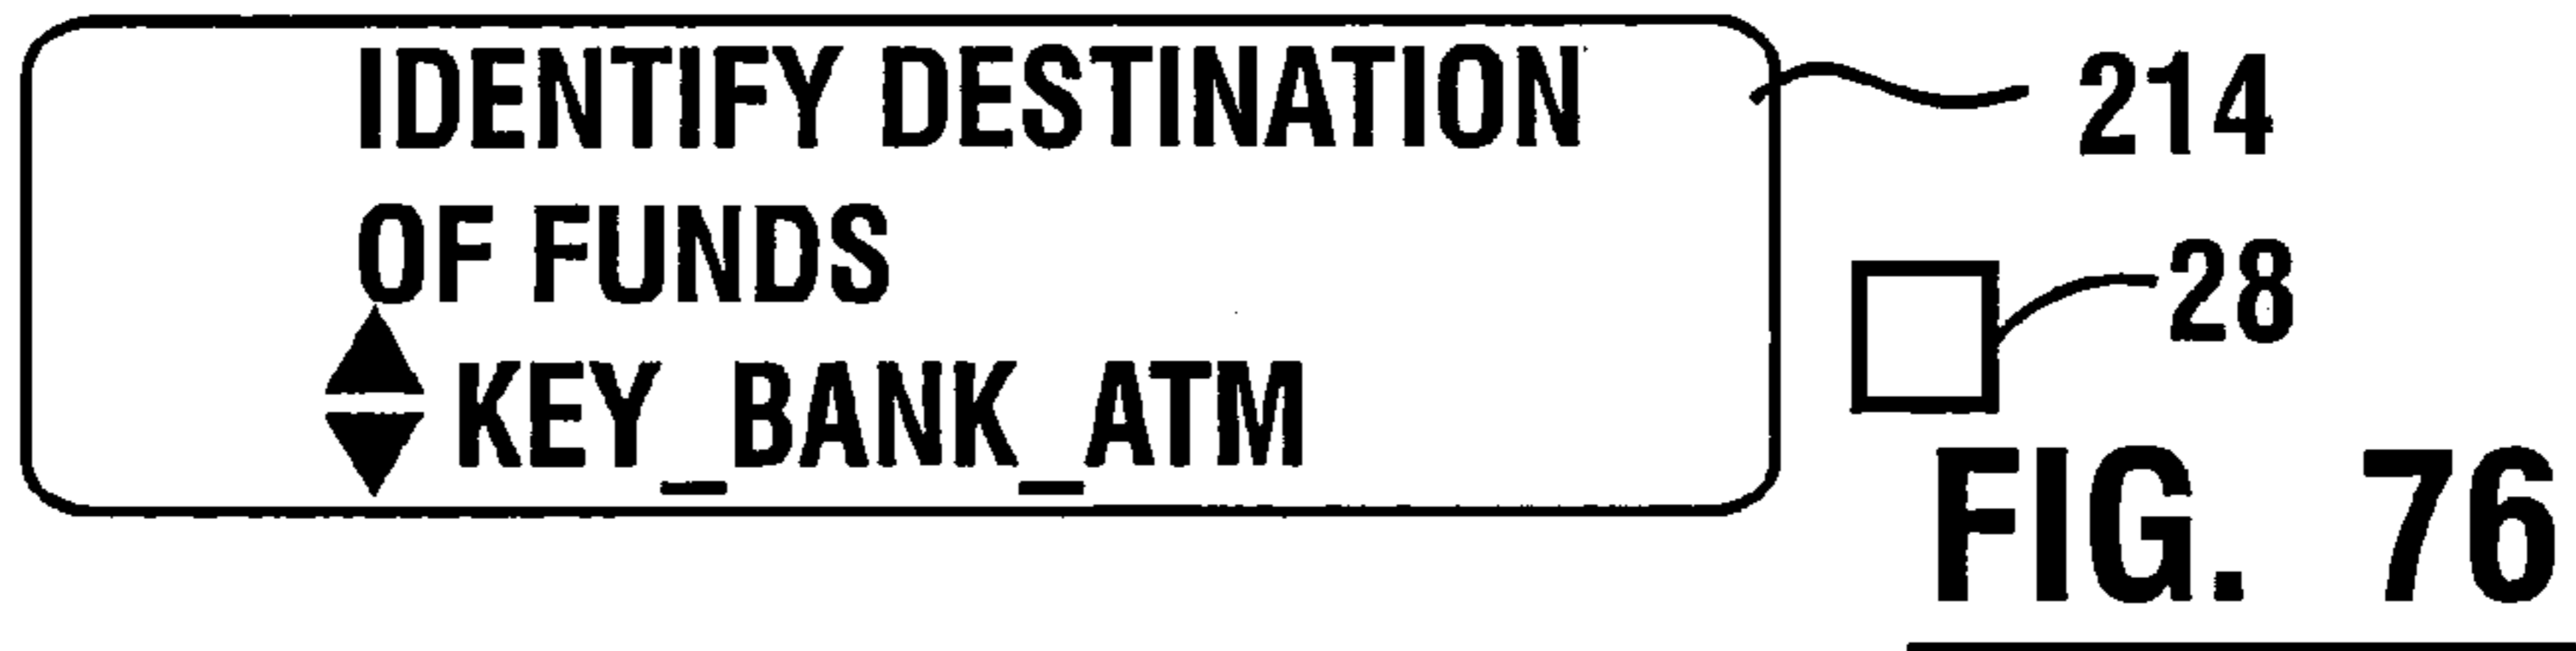 IDENTIFY DESTINATION
214
OF FUNDS
28
KEY_BANK_ATM
FIG. 76